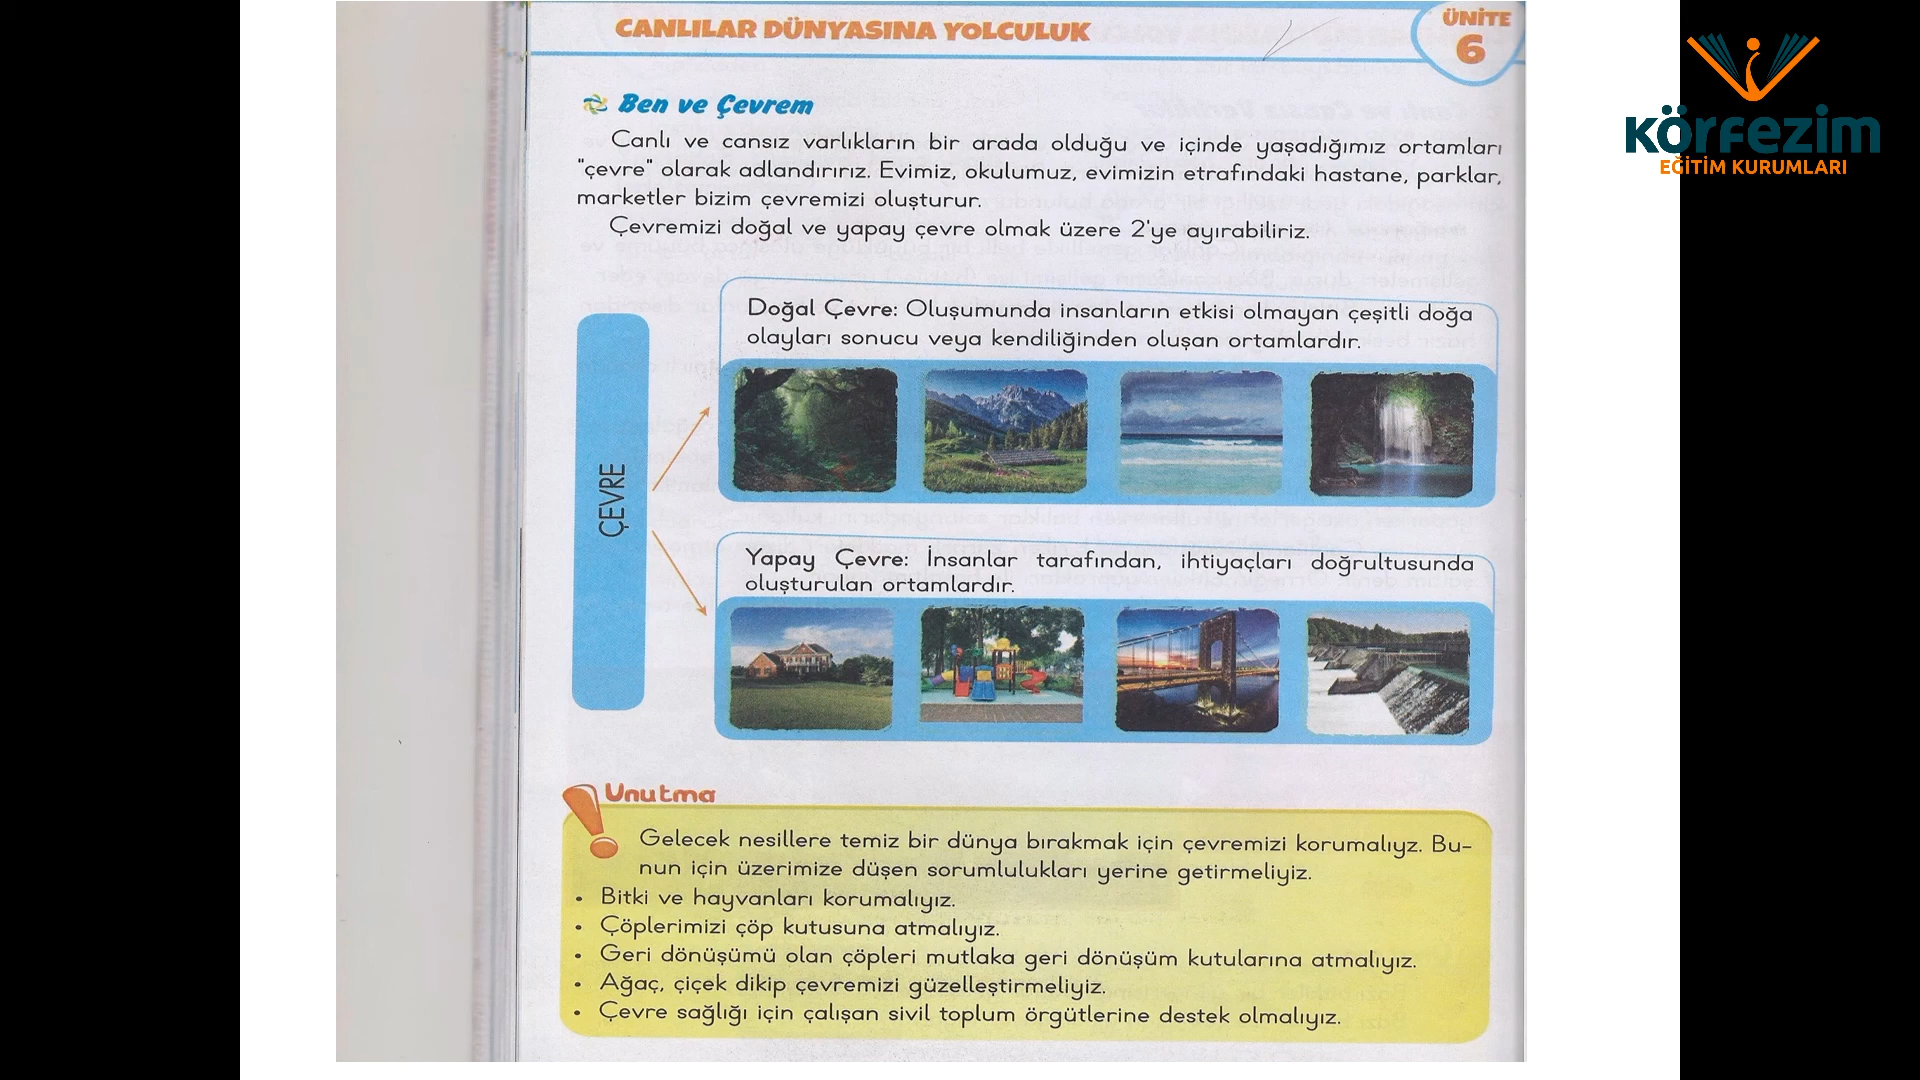 CANLILAR DÜNYASINA YOLCULUK
ÜNİTE
6
körfezim
EĞİTİM KURUMLARI
Ben ve Çevrem
Canlı ve cansız varlıkların bir arada olduğu ve içinde yaşadığımız ortamları
"çevre" olarak adlandırırız. Evimiz, okulumuz, evimizin etrafındaki hastane, parklar,
marketler bizim çevremizi oluşturur.
Çevremizi doğal ve yapay çevre olmak üzere 2'ye ayırabiliriz.
ÇEVRE
Doğal Çevre: Oluşumunda insanların etkisi olmayan çeşitli doğa
olayları sonucu veya kendiliğinden oluşan ortamlardır.
Yapay Çevre: İnsanlar tarafından, ihtiyaçları doğrultusunda
oluşturulan ortamlardır.
Unutma
Gelecek nesillere temiz bir dünya bırakmak için çevremizi korumalıyz. Bu-
nun için üzerimize düşen sorumlulukları yerine getirmeliyiz.
• Bitki ve hayvanları korumalıyız.
• Çöplerimizi çöp kutusuna atmalıyız.
• Geri dönüşümü olan çöpleri mutlaka geri dönüşüm kutularına atmalıyız.
• Ağaç, çiçek dikip çevremizi güzelleştirmeliyiz.
• Çevre sağlığı için çalışan sivil toplum örgütlerine destek olmalıyız.